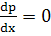 dp/dx = 0